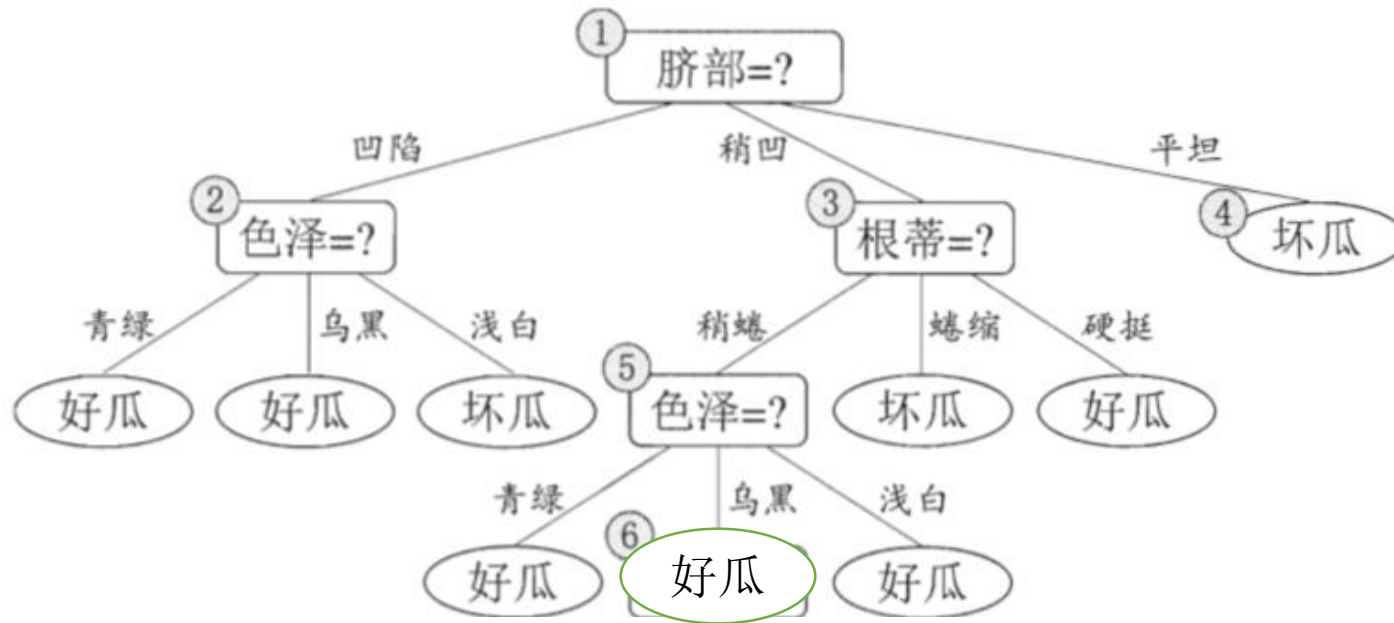 ①
脐部=?
凹陷
稍凹
平坦
②
色泽=?
③
根蒂=?
④
坏瓜
青绿
乌黑
浅白
稍蜷
蜷缩
硬挺
好瓜
好瓜
坏瓜
⑤
色泽=?
坏瓜
好瓜
青绿
乌黑
浅白
好瓜
⑥
好瓜
好瓜